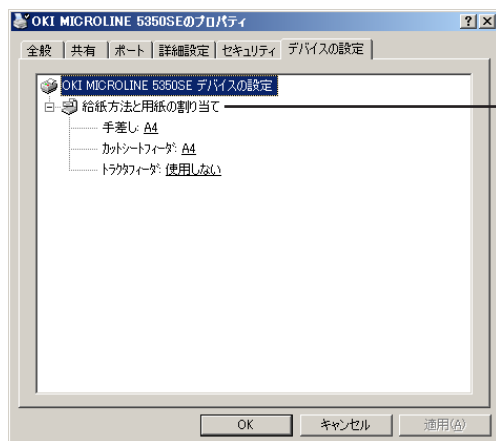 OKI MICROLINE 5350SEのプロパティ
全般 共有 ポート 詳細設定 セキュリティ デバイスの設定
OKI MICROLINE 5350SE デバイスの設定
給紙方法と用紙の割り当て
手差し: A4
カットシートフィーダ: A4
トラクタフィーダ: 使用しない
OK キャンセル 適用(A)